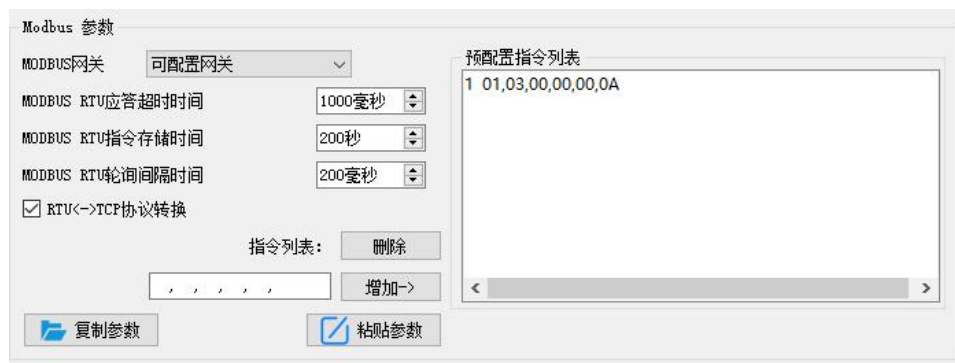 Modbus 参数
MODBUS网关 可配置网关
MODBUS RTU应答超时时间 1000毫秒
MODBUS RTU指令存储时间 200秒
MODBUS RTU轮询间隔时间 200毫秒
RTU<->TCP协议转换
指令列表： 删除
, , , , , 增加->
复制参数 粘贴参数
预配置指令列表
1 01,03,00,00,00,0A